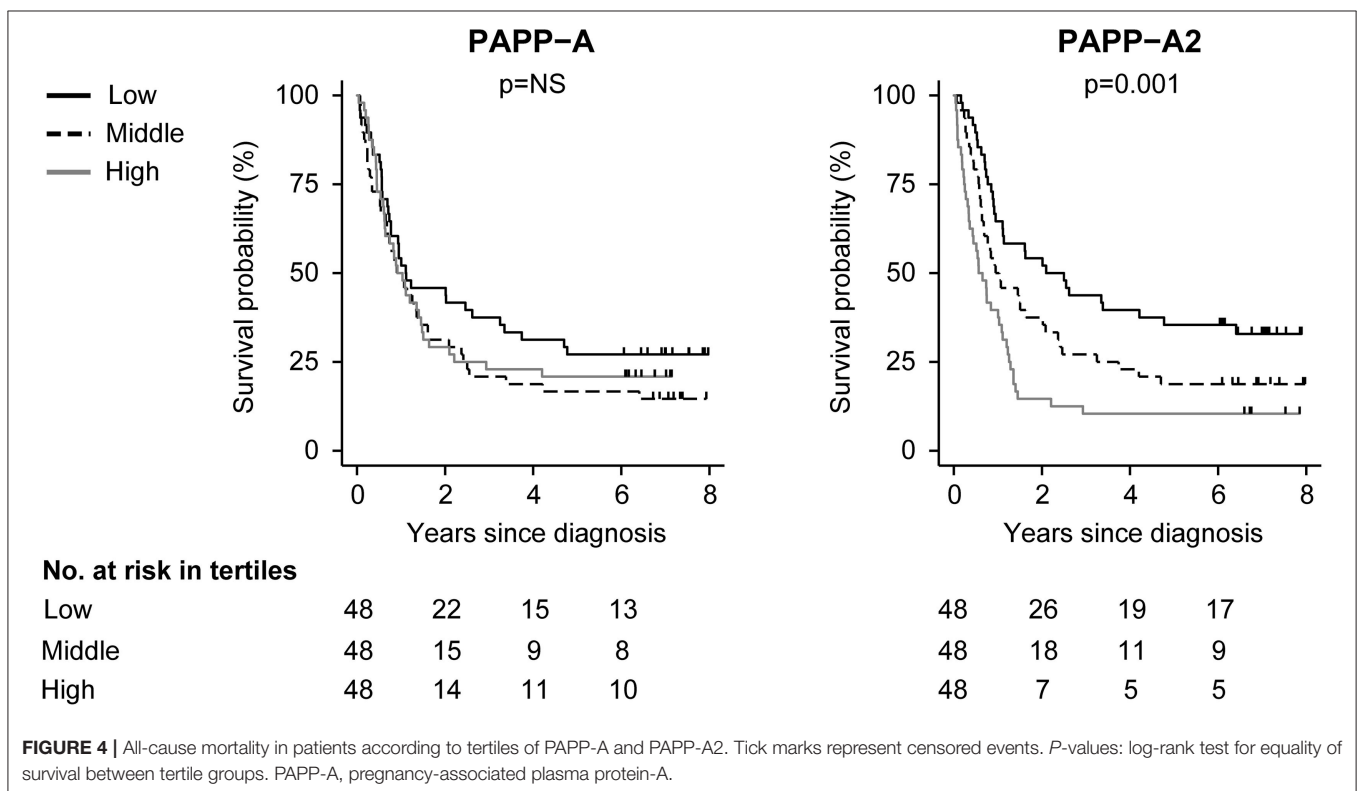 PAPP−A
p=NS
PAPP−A2
p=0.001
Low
Middle
High
Survival probability (%)
100
75
50
25
0
0 2 4 6 8
Years since diagnosis
Survival probability (%)
100
75
50
25
0
0 2 4 6 8
Years since diagnosis
No. at risk in tertiles
Low 48 22 15 13 48 26 19 17
Middle 48 15 9 8 48 18 11 9
High 48 14 11 10 48 7 5 5
FIGURE 4 | All-cause mortality in patients according to tertiles of PAPP-A and PAPP-A2. Tick marks represent censored events. P-values: log-rank test for equality of
survival between tertile groups. PAPP-A, pregnancy-associated plasma protein-A.